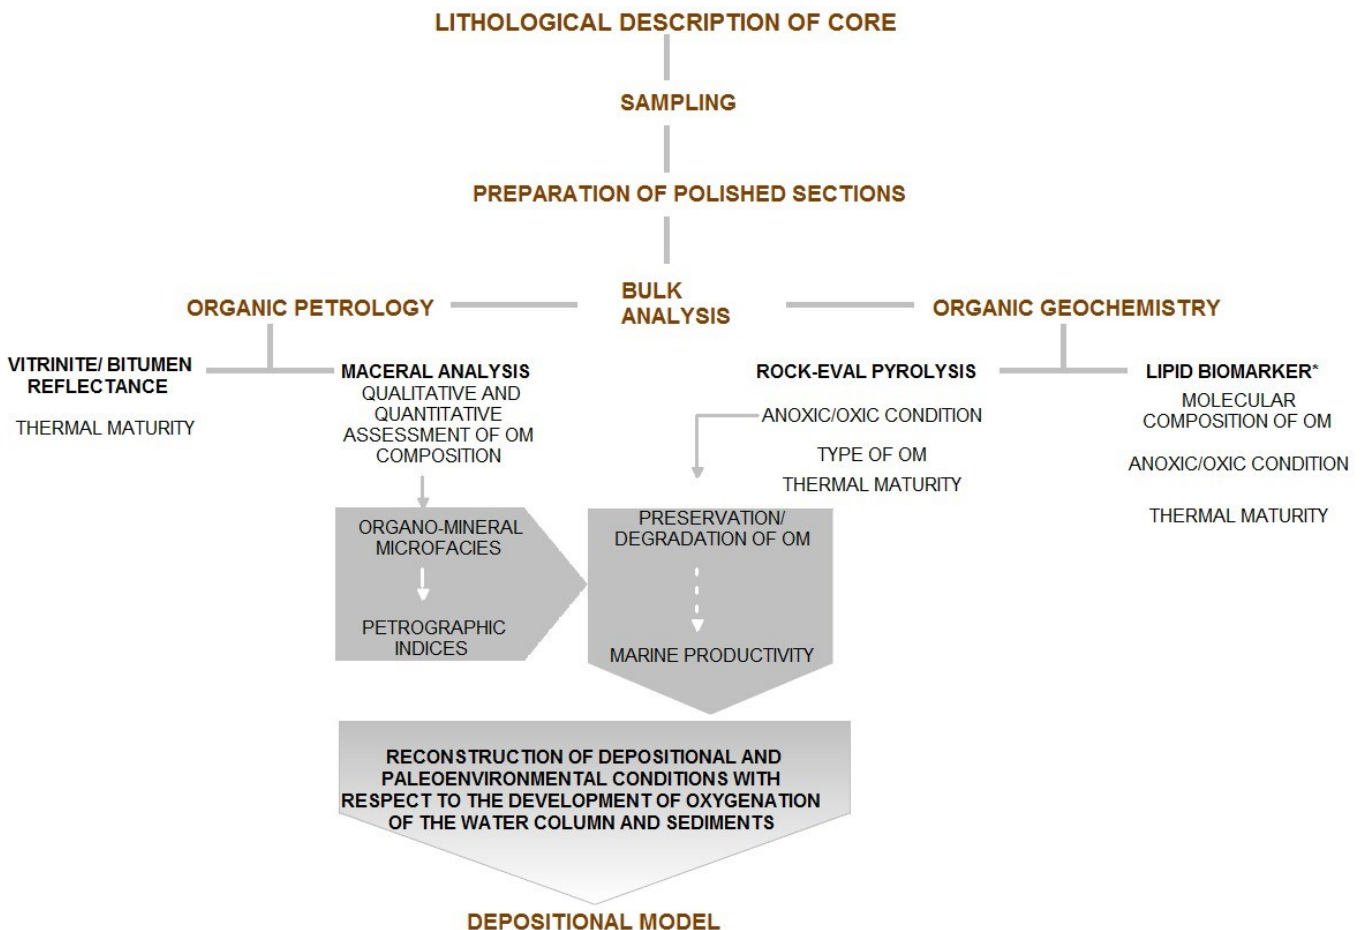 LITHOLOGICAL DESCRIPTION OF CORE
SAMPLING
PREPARATION OF POLISHED SECTIONS
BULK
ANALYSIS
ORGANIC PETROLOGY
ORGANIC GEOCHEMISTRY
VITRINITE/ BITUMEN
REFLECTANCE
THERMAL MATURITY
MACERAL ANALYSIS
QUALITATIVE AND
QUANTITATIVE
ASSESSMENT OF OM
COMPOSITION
ROCK-EVAL PYROLYSIS
ANOXIC/OXIC CONDITION
TYPE OF OM
THERMAL MATURITY
LIPID BIOMARKER*
MOLECULAR
COMPOSITION OF OM
ANOXIC/OXIC CONDITION
THERMAL MATURITY
ORGANO-MINERAL
MICROFACIES
PETROGRAPHIC
INDICES
PRESERVATION/
DEGRADATION OF OM
MARINE PRODUCTIVITY
RECONSTRUCTION OF DEPOSITIONAL AND
PALEOENVIRONMENTAL CONDITIONS WITH
RESPECT TO THE DEVELOPMENT OF OXYGENATION
OF THE WATER COLUMN AND SEDIMENTS
DEPOSITIONAL MODEL